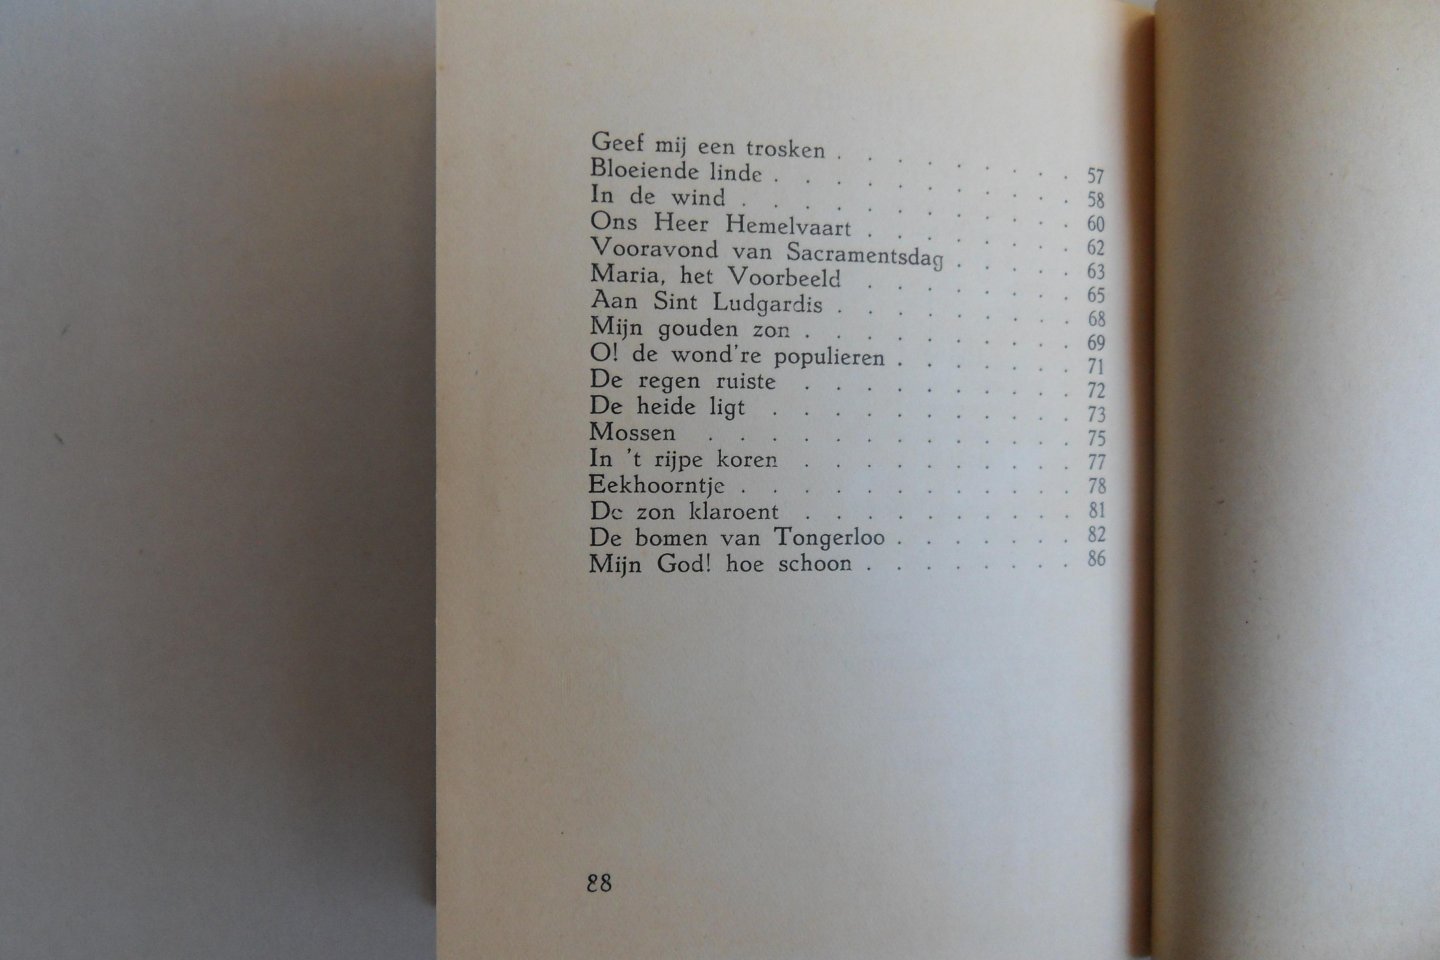 Geef mij een trosken . . . . . . . . 57
Bloeiende linde . . . . . . . . . . 58
In de wind . . . . . . . . . . . 60
Ons Heer Hemelvaart . . . . . . . 62
Vooravond van Sacramentsdag . . . . 63
Maria, het Voorbeeld . . . . . . . 65
Aan Sint Ludgardis . . . . . . . . 68
Mijn gouden zon . . . . . . . . . 69
O! de wond're populieren . . . . . . 71
De regen ruiste . . . . . . . . . 72
De heide ligt . . . . . . . . . . 73
Mossen . . . . . . . . . . . . 75
In 't rijpe koren . . . . . . . . . 77
Eekhoorntje . . . . . . . . . . . 78
De zon klaroent . . . . . . . . . 81
De bomen van Tongerloo . . . . . . 82
Mijn God! hoe schoon . . . . . . . 86
88